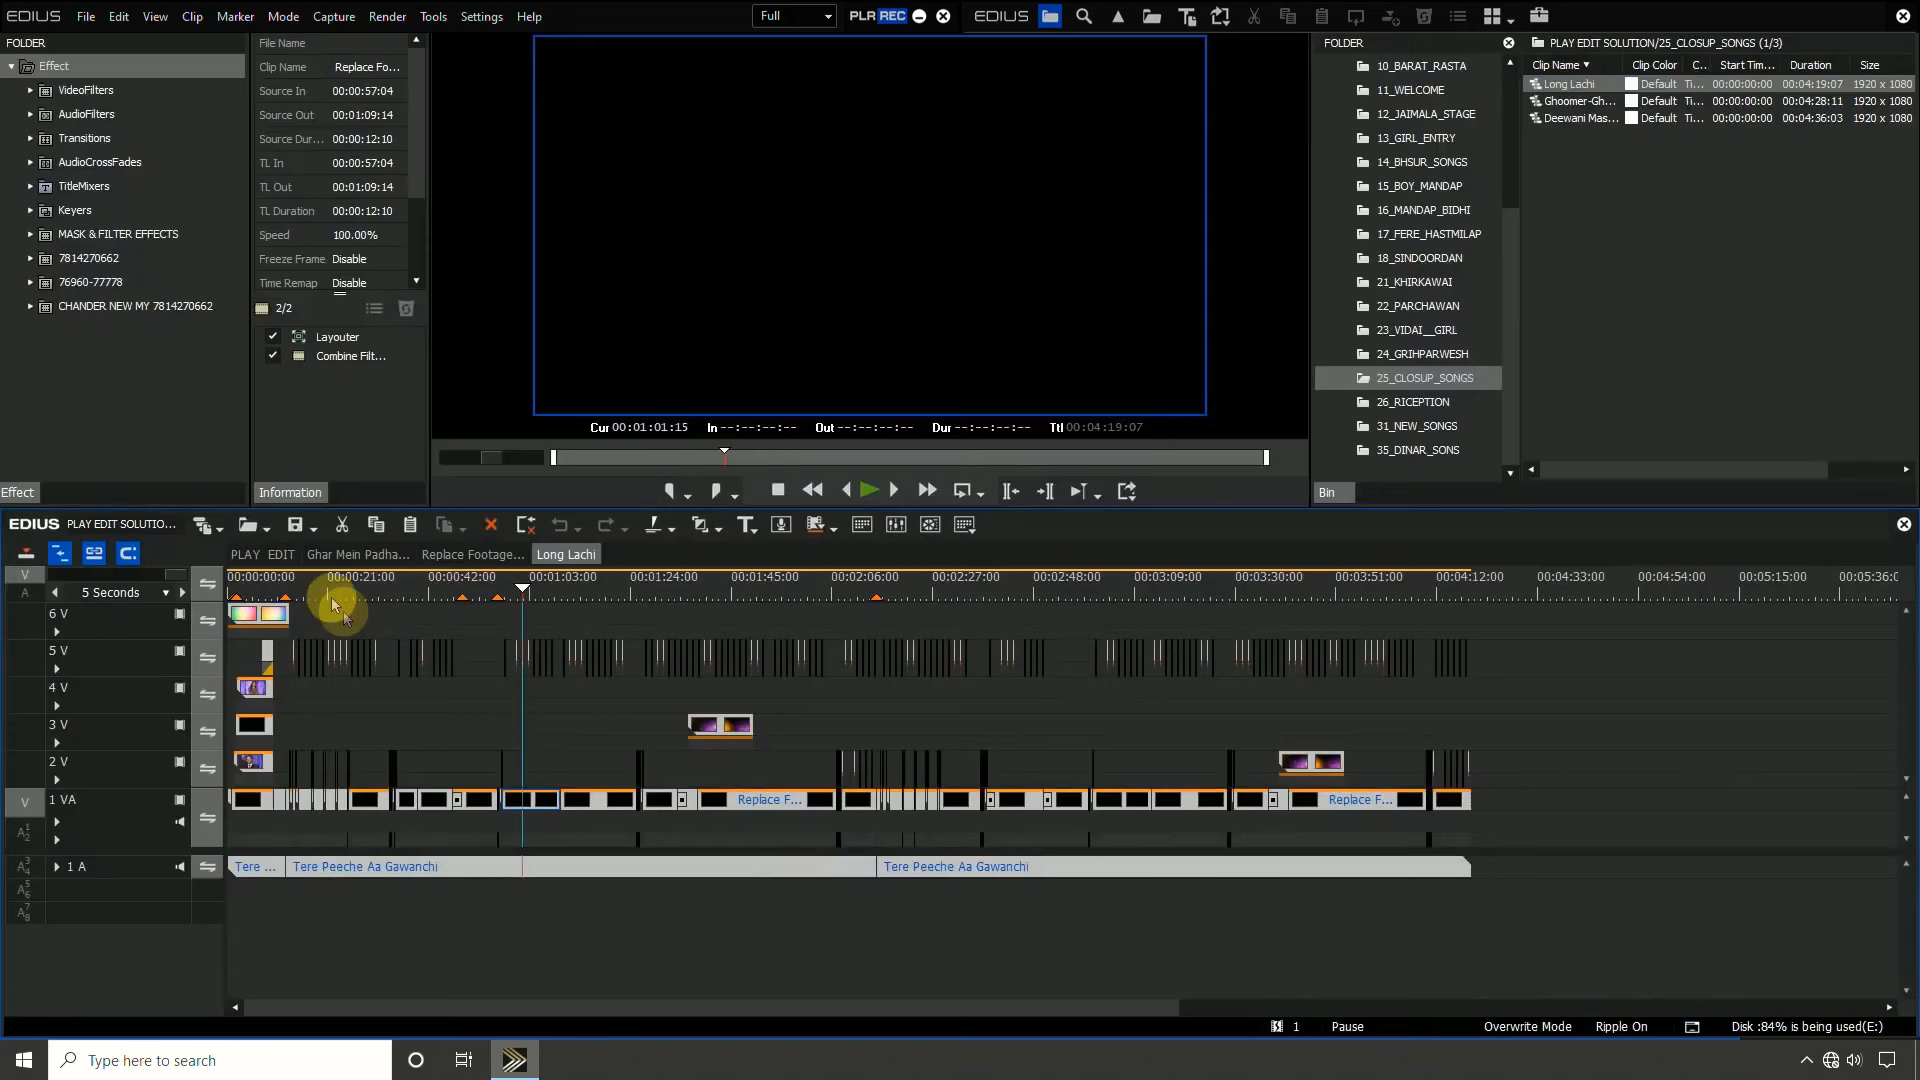 EDIUS File Edit View Clip Marker Mode Capture Render Tools Settings Help
Full PLR REC
EDIUS
FOLDER
Effect
VideoFilters
AudioFilters
Transitions
AudioCrossFades
TitleMixers
Keyers
MASK & FILTER EFFECTS
7814270662
76960-77778
CHANDER NEW MY 7814270662
Effect
File Name
Clip Name Replace Fo...
Source In 00:00:57:04
Source Out 00:01:09:14
Source Dur... 00:00:12:10
TL In 00:00:57:04
TL Out 00:01:09:14
TL Duration 00:00:12:10
Speed 100.00%
Freeze Frame Disable
Time Remap Disable
2/2
Layouter
Combine Filt...
Information
Cur 00:01:01:15 In --:--:--:-- Out --:--:--:-- Dur --:--:--:-- Ttl 00:04:19:07
FOLDER
10_BARAT_RASTA
11_WELCOME
12_JAIMALA_STAGE
13_GIRL_ENTRY
14_BHSUR_SONGS
15_BOY_MANDAP
16_MANDAP_BIDHI
17_FERE_HASTMILAP
18_SINDOORDAN
21_KHIRKAWAI
22_PARCHAWAN
23_VIDAI__GIRL
24_GRIHPARWESH
25_CLOSUP_SONGS
26_RICEPTION
31_NEW_SONGS
35_DINAR_SONS
Bin
PLAY EDIT SOLUTION/25_CLOSUP_SONGS (1/3)
Clip Name Clip Color C... Start Tim... Duration Size
Long Lachi Default Ti... 00:00:00:00 00:04:19:07 1920 x 1080
Ghoomer-Gh... Default Ti... 00:00:00:00 00:04:28:11 1920 x 1080
Deewani Mas... Default Ti... 00:00:00:00 00:04:36:03 1920 x 1080
EDIUS PLAY EDIT SOLUTIO...
PLAY EDIT Ghar Mein Padha... Replace Footage... Long Lachi
V
A
5 Seconds
00:00:00:00 00:00:21:00 00:00:42:00 00:01:03:00 00:01:24:00 00:01:45:00 00:02:06:00 00:02:27:00 00:02:48:00 00:03:09:00 00:03:30:00 00:03:51:00 00:04:12:00 00:04:33:00 00:04:54:00 00:05:15:00 00:05:36:0
6 V
5 V
4 V
3 V
2 V
V 1 VA Replace F... Replace F...
A1
A2
A3
A4
1 A Tere ... Tere Peeche Aa Gawanchi Tere Peeche Aa Gawanchi
A5
A6
A7
A8
1 Pause Overwrite Mode Ripple On Disk :84% is being used(E:)
Type here to search